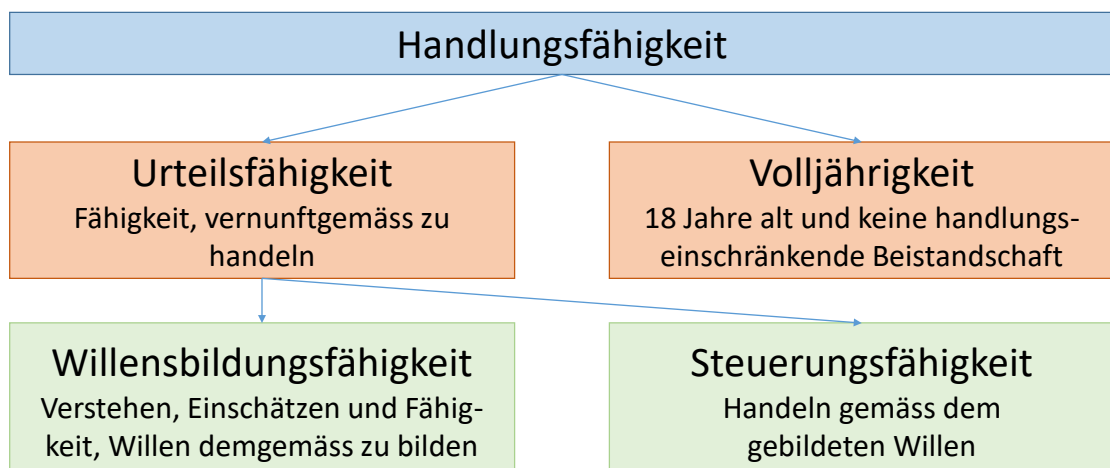 Handlungsfähigkeit
Urteilsfähigkeit
Fähigkeit, vernunftgemäss zu
handeln
Volljährigkeit
18 Jahre alt und keine handlungs-
einschränkende Beistandschaft
Willensbildungsfähigkeit
Verstehen, Einschätzen und Fähig-
keit, Willen demgemäss zu bilden
Steuerungsfähigkeit
Handeln gemäss dem
gebildeten Willen